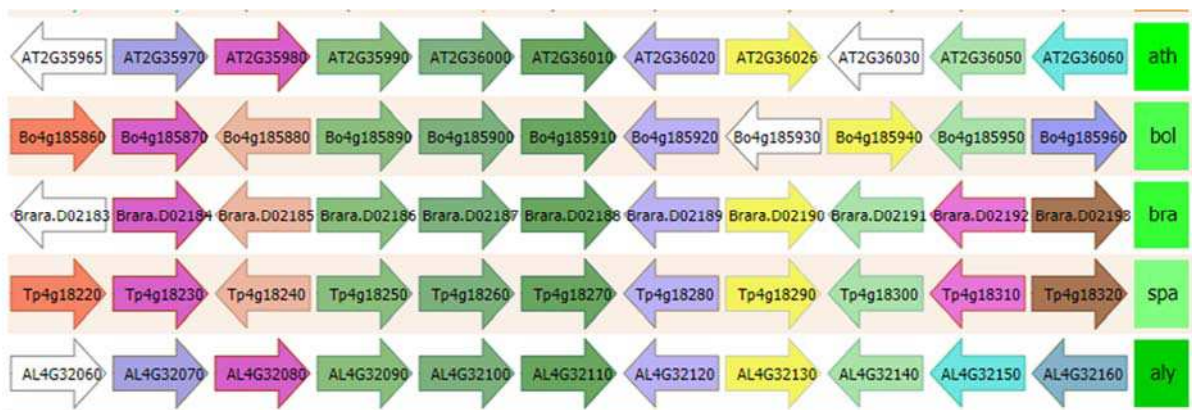 AT2G35965 AT2G35970 AT2G35980 AT2G35990 AT2G36000 AT2G36010 AT2G36020 AT2G36026 AT2G36030 AT2G36050 AT2G36060 ath
Bo4g185860 Bo4g185870 Bo4g185880 Bo4g185890 Bo4g185900 Bo4g185910 Bo4g185920 Bo4g185930 Bo4g185940 Bo4g185950 Bo4g185960 bol
Brara.D02183 Brara.D02184 Brara.D02185 Brara.D02186 Brara.D02187 Brara.D02188 Brara.D02189 Brara.D02190 Brara.D02191 Brara.D02192 Brara.D02193 bra
Tp4g18220 Tp4g18230 Tp4g18240 Tp4g18250 Tp4g18260 Tp4g18270 Tp4g18280 Tp4g18290 Tp4g18300 Tp4g18310 Tp4g18320 spa
AL4G32060 AL4G32070 AL4G32080 AL4G32090 AL4G32100 AL4G32110 AL4G32120 AL4G32130 AL4G32140 AL4G32150 AL4G32160 aly